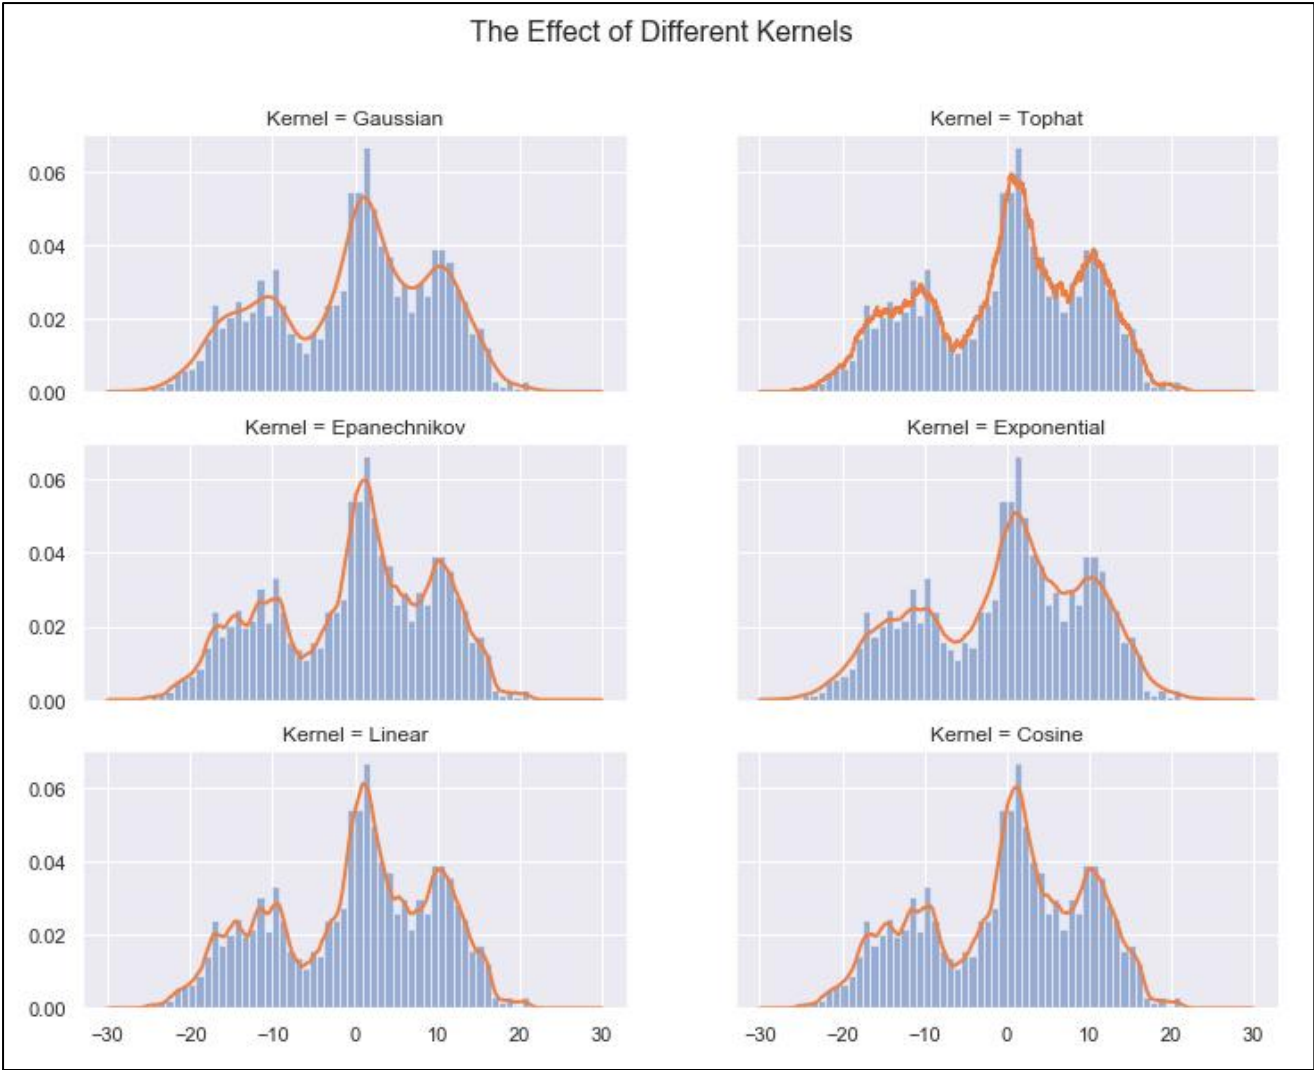 The Effect of Different Kernels
Kernel = Gaussian
Kernel = Tophat
0.06
0.04
0.02
0.00
Kernel = Epanechnikov
Kernel = Exponential
0.06
0.04
0.02
0.00
Kernel = Linear
Kernel = Cosine
0.06
0.04
0.02
0.00
−30 −20 −10 0 10 20 30
−30 −20 −10 0 10 20 30